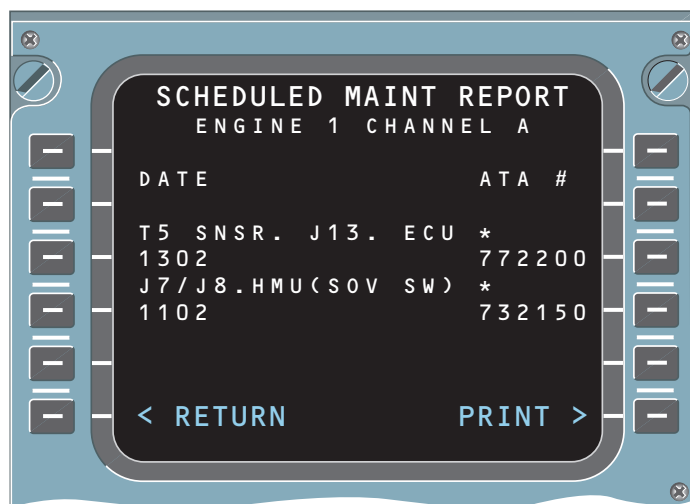 SCHEDULED MAINT REPORT
ENGINE 1 CHANNEL A
DATE ATA #
T5 SNSR. J13. ECU *
1302 772200
J7/J8.HMU(SOV SW) *
1102 732150
< RETURN PRINT >